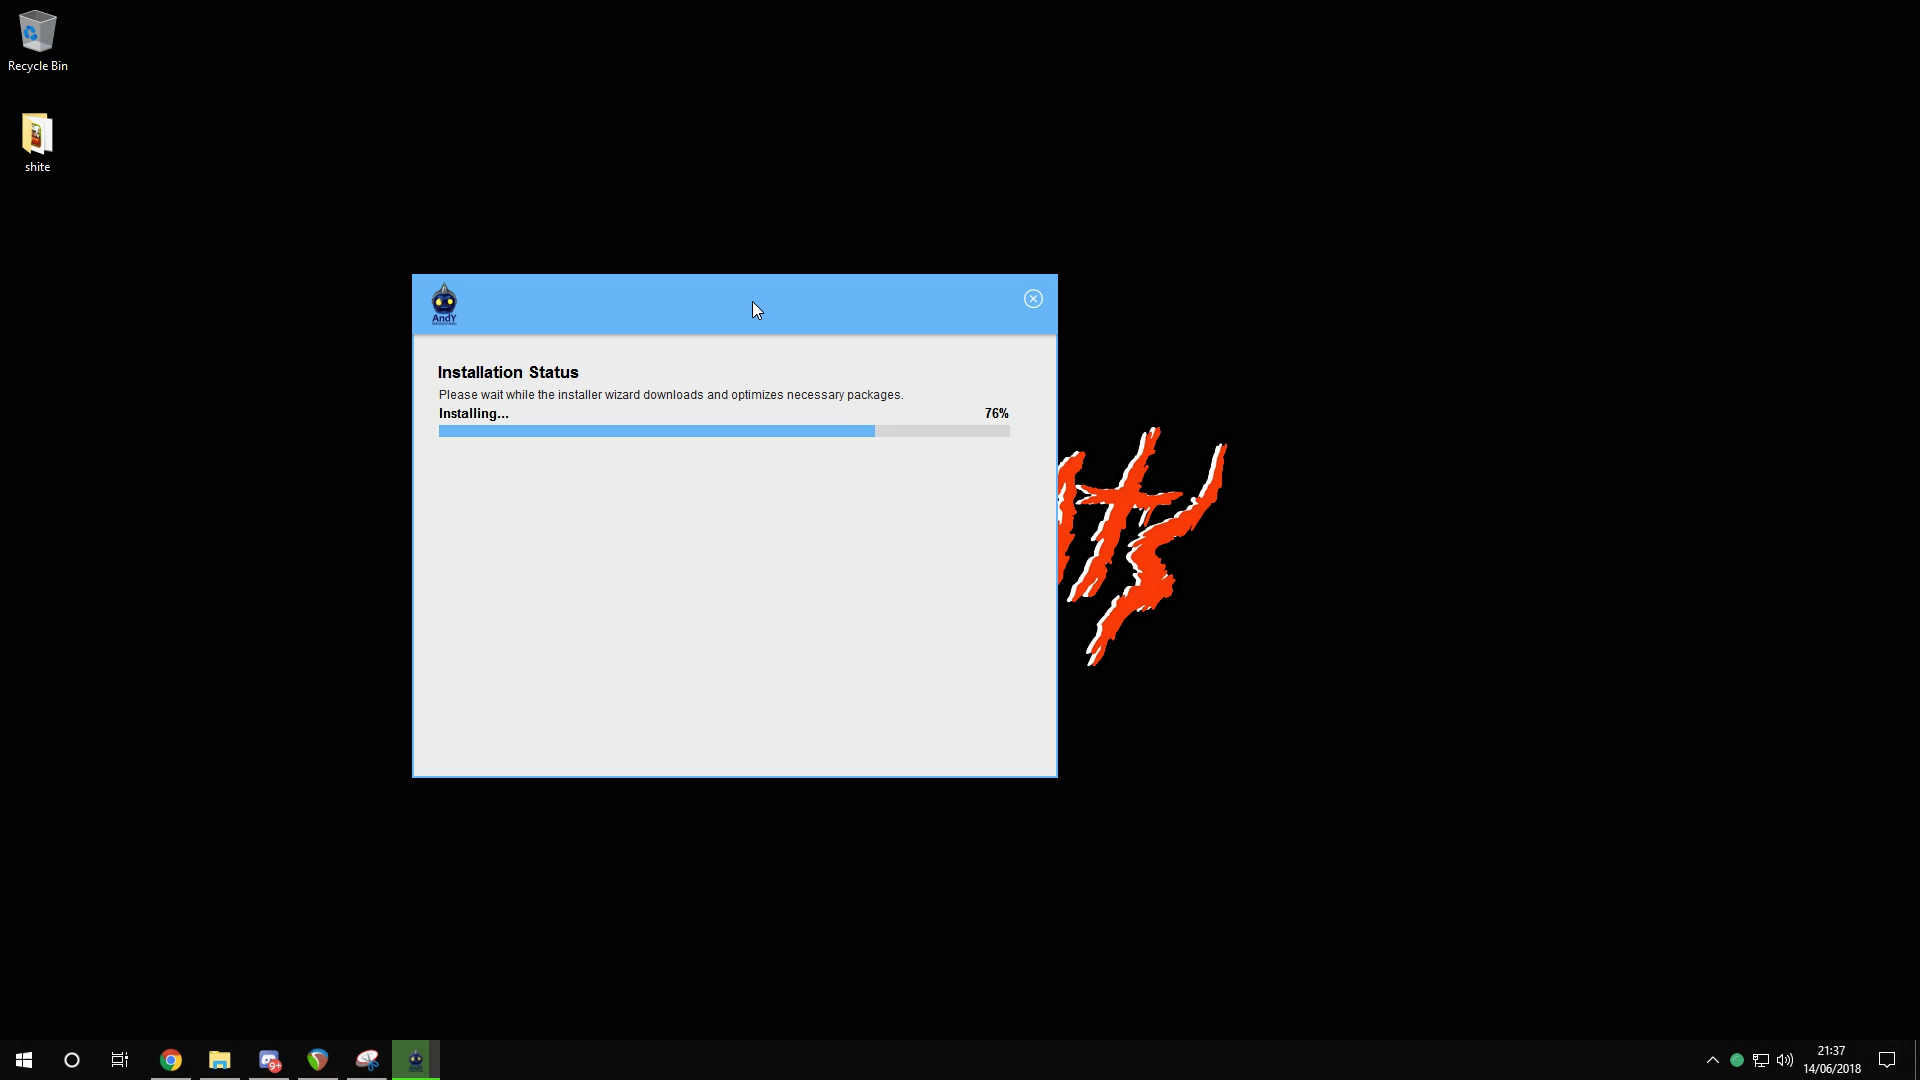 Recycle Bin
shite
AndY
Installation Status
Please wait while the installer wizard downloads and optimizes necessary packages.
Installing...
76%
9+
21:37
14/06/2018